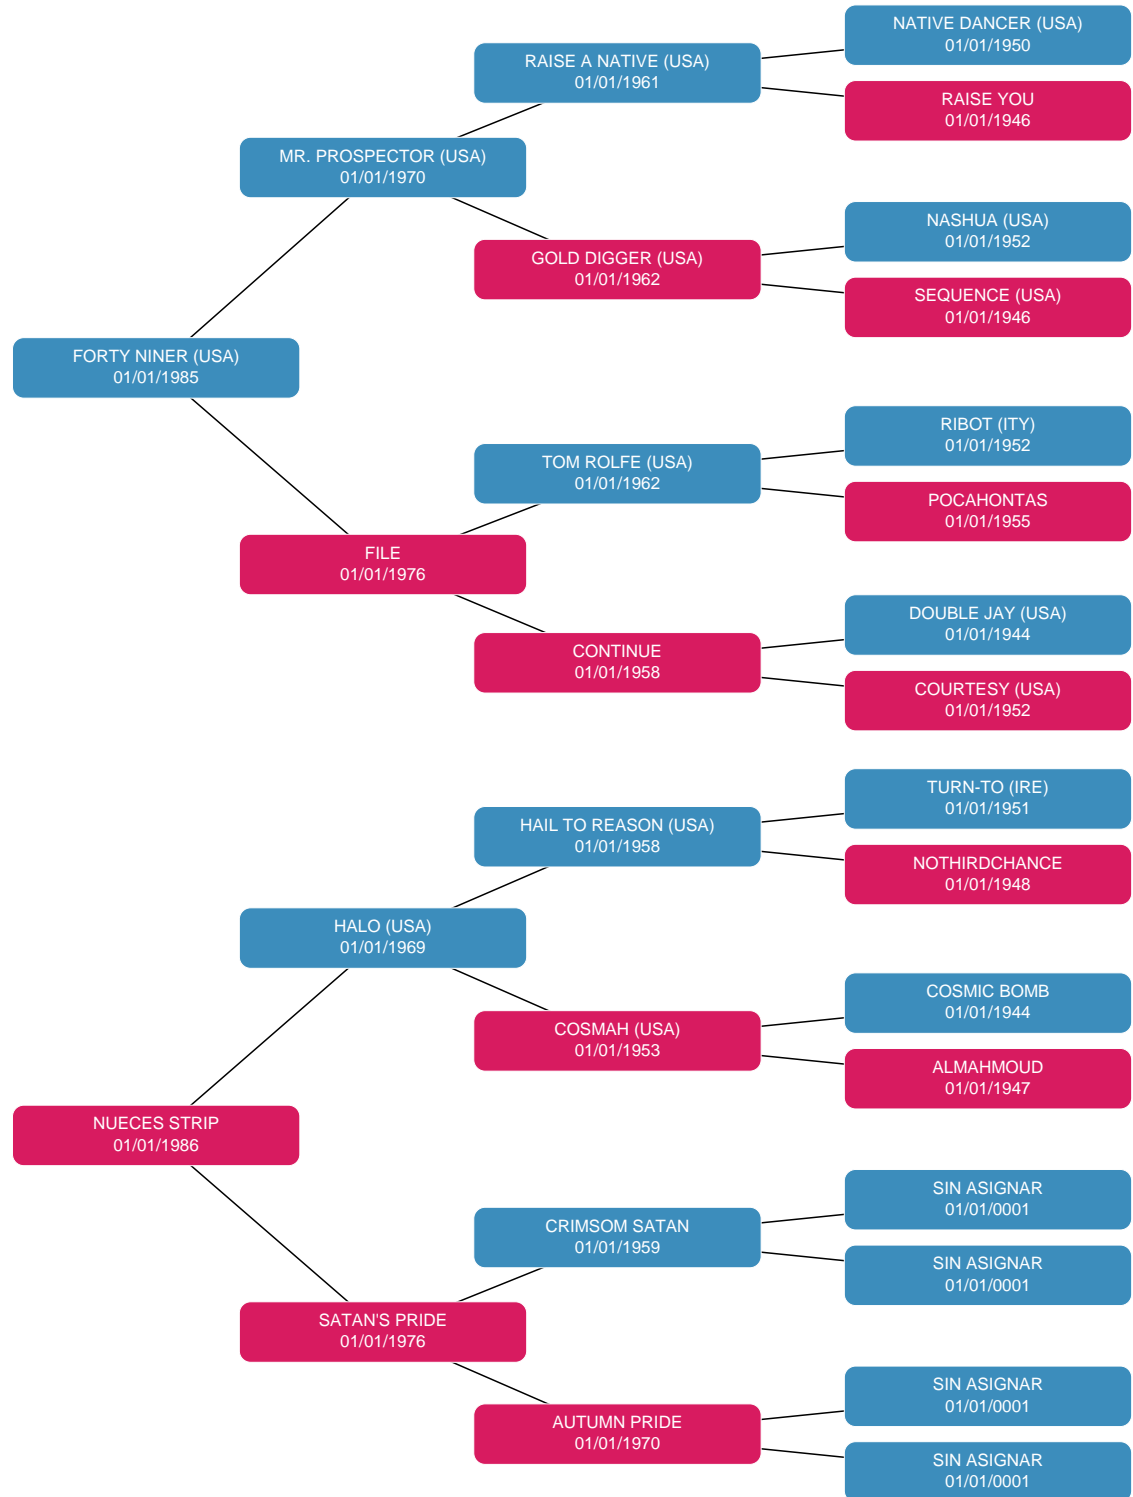 NATIVE DANCER (USA)
01/01/1950
RAISE A NATIVE (USA)
01/01/1961
RAISE YOU
01/01/1946
MR. PROSPECTOR (USA)
01/01/1970
NASHUA (USA)
01/01/1952
GOLD DIGGER (USA)
01/01/1962
SEQUENCE (USA)
01/01/1946
FORTY NINER (USA)
01/01/1985
RIBOT (ITY)
01/01/1952
TOM ROLFE (USA)
01/01/1962
POCAHONTAS
01/01/1955
FILE
01/01/1976
DOUBLE JAY (USA)
01/01/1944
CONTINUE
01/01/1958
COURTESY (USA)
01/01/1952
TURN-TO (IRE)
01/01/1951
HAIL TO REASON (USA)
01/01/1958
NOTHIRDCHANCE
01/01/1948
HALO (USA)
01/01/1969
COSMIC BOMB
01/01/1944
COSMAH (USA)
01/01/1953
ALMAHMOUD
01/01/1947
NUECES STRIP
01/01/1986
SIN ASIGNAR
01/01/0001
CRIMSOM SATAN
01/01/1959
SIN ASIGNAR
01/01/0001
SATAN'S PRIDE
01/01/1976
SIN ASIGNAR
01/01/0001
AUTUMN PRIDE
01/01/1970
SIN ASIGNAR
01/01/0001